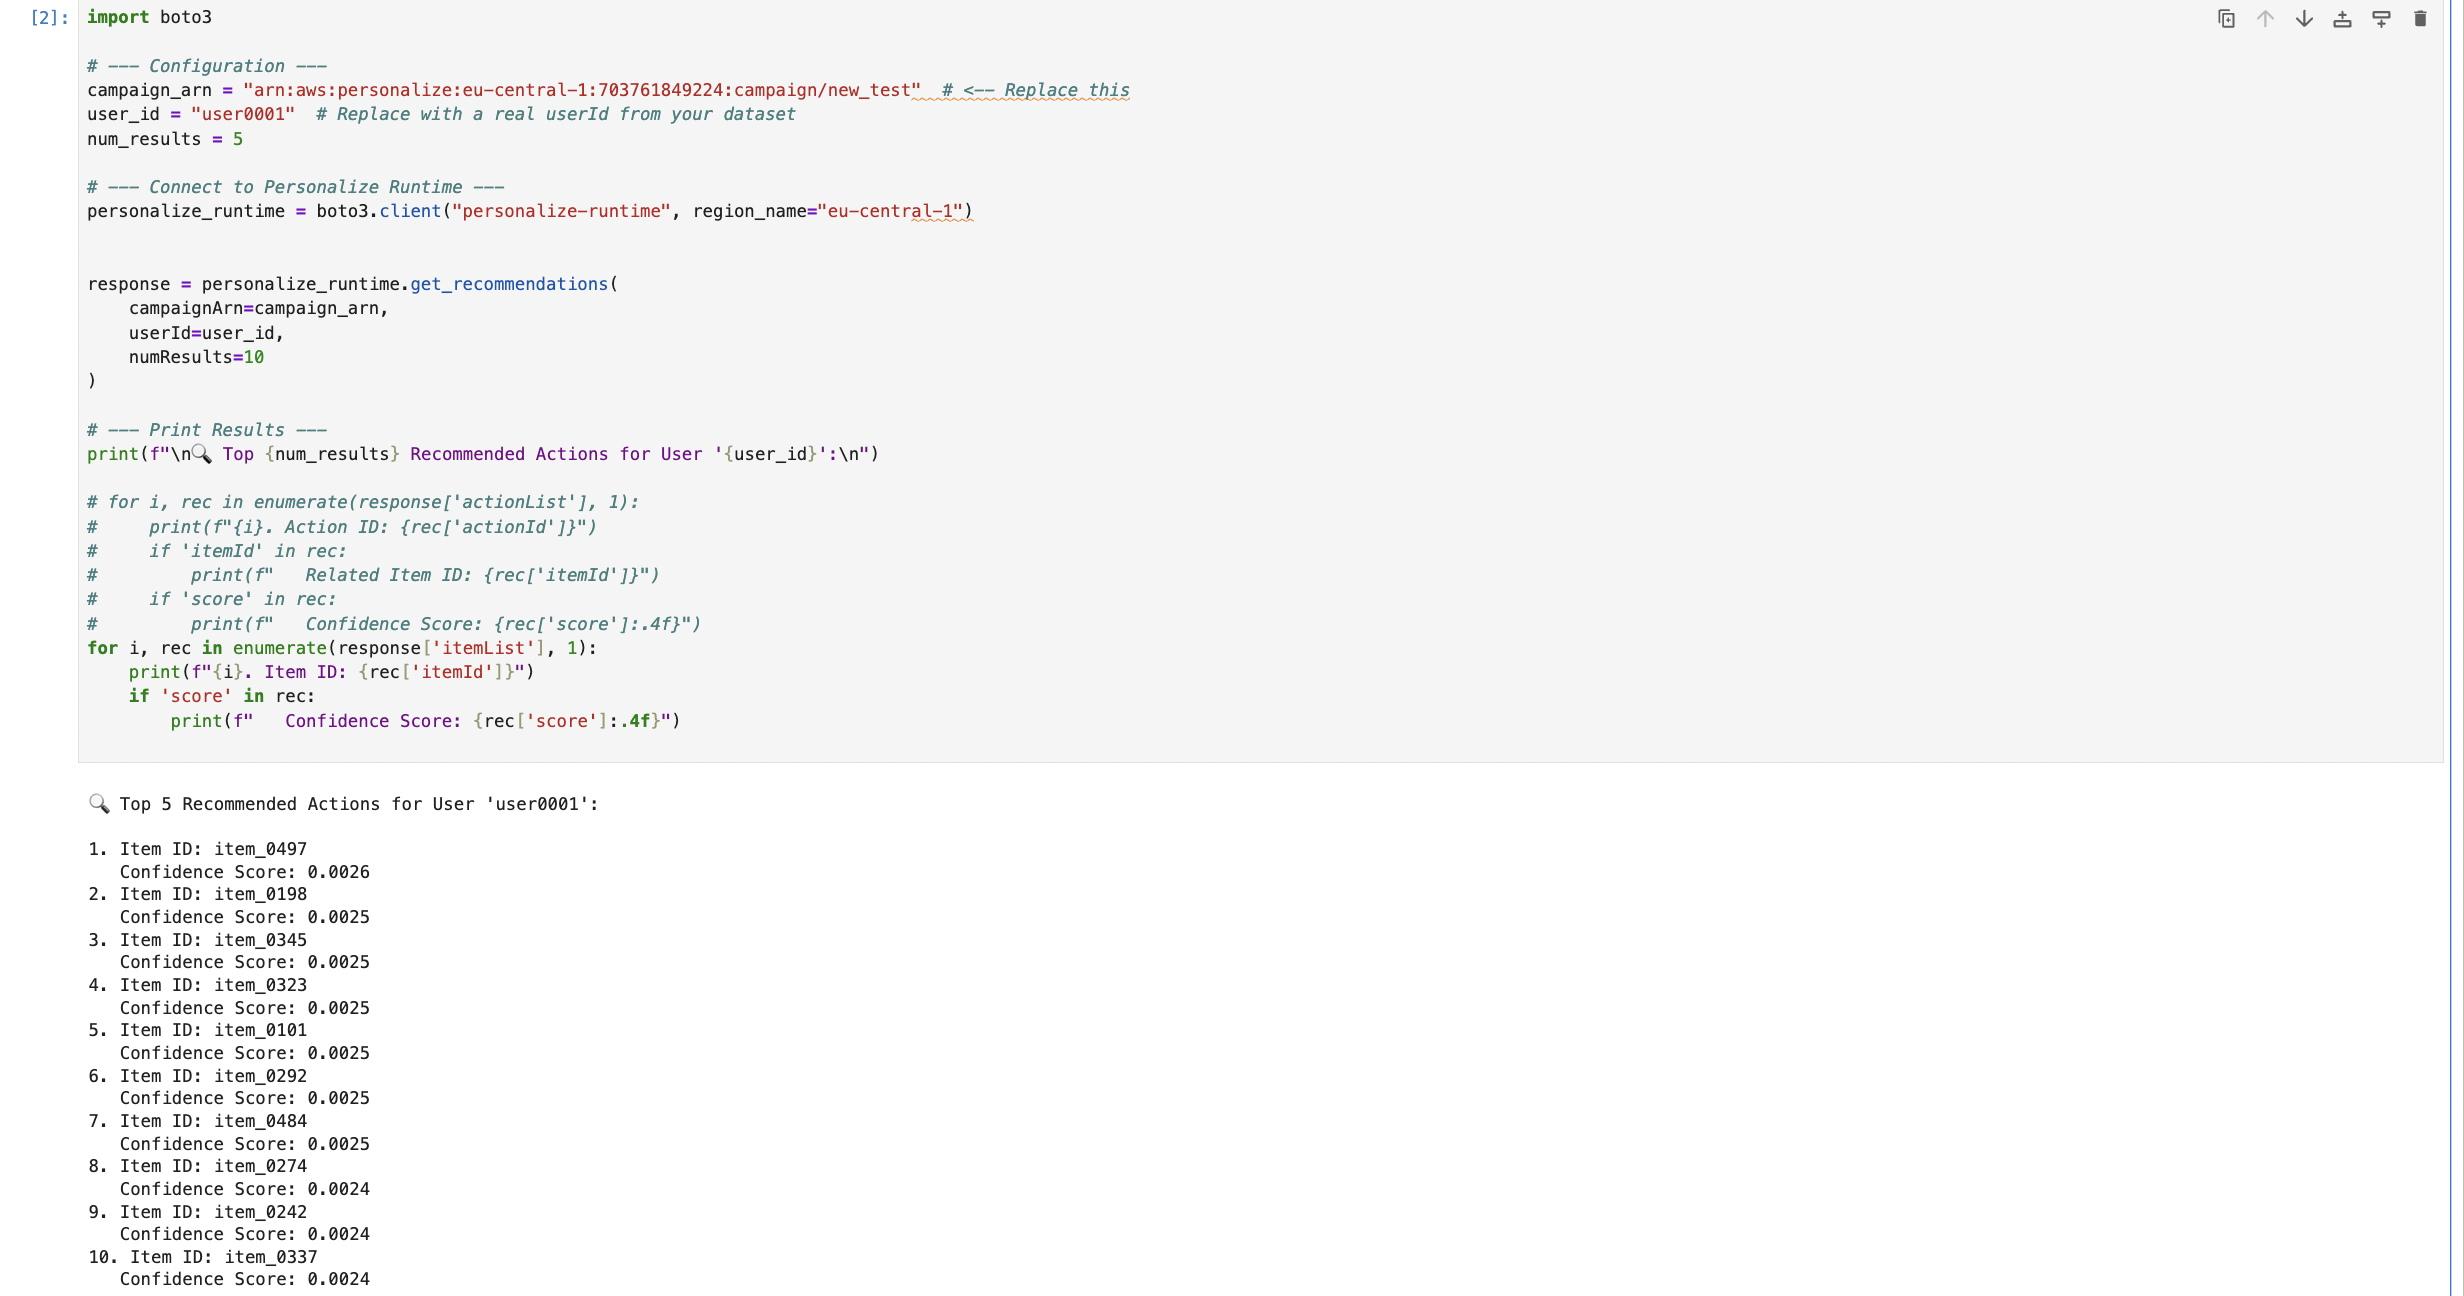 [2]: import boto3
# --- Configuration ---
campaign_arn = "arn:aws:personalize:eu-central-1:703761849224:campaign/new_test"  # <-- Replace this
user_id = "user0001"  # Replace with a real userId from your dataset
num_results = 5
# --- Connect to Personalize Runtime ---
personalize_runtime = boto3.client("personalize-runtime", region_name="eu-central-1")
response = personalize_runtime.get_recommendations(
    campaignArn=campaign_arn,
    userId=user_id,
    numResults=10
)
# --- Print Results ---
print(f"\n🔍 Top {num_results} Recommended Actions for User '{user_id}':\n")
# for i, rec in enumerate(response['actionList'], 1):
#     print(f"{i}. Action ID: {rec['actionId']}")
#     if 'itemId' in rec:
#         print(f"   Related Item ID: {rec['itemId']}")
#     if 'score' in rec:
#         print(f"   Confidence Score: {rec['score']:.4f}")
for i, rec in enumerate(response['itemList'], 1):
    print(f"{i}. Item ID: {rec['itemId']}")
    if 'score' in rec:
        print(f"   Confidence Score: {rec['score']:.4f}")
🔍 Top 5 Recommended Actions for User 'user0001':
1. Item ID: item_0497
   Confidence Score: 0.0026
2. Item ID: item_0198
   Confidence Score: 0.0025
3. Item ID: item_0345
   Confidence Score: 0.0025
4. Item ID: item_0323
   Confidence Score: 0.0025
5. Item ID: item_0101
   Confidence Score: 0.0025
6. Item ID: item_0292
   Confidence Score: 0.0025
7. Item ID: item_0484
   Confidence Score: 0.0025
8. Item ID: item_0274
   Confidence Score: 0.0024
9. Item ID: item_0242
   Confidence Score: 0.0024
10. Item ID: item_0337
   Confidence Score: 0.0024